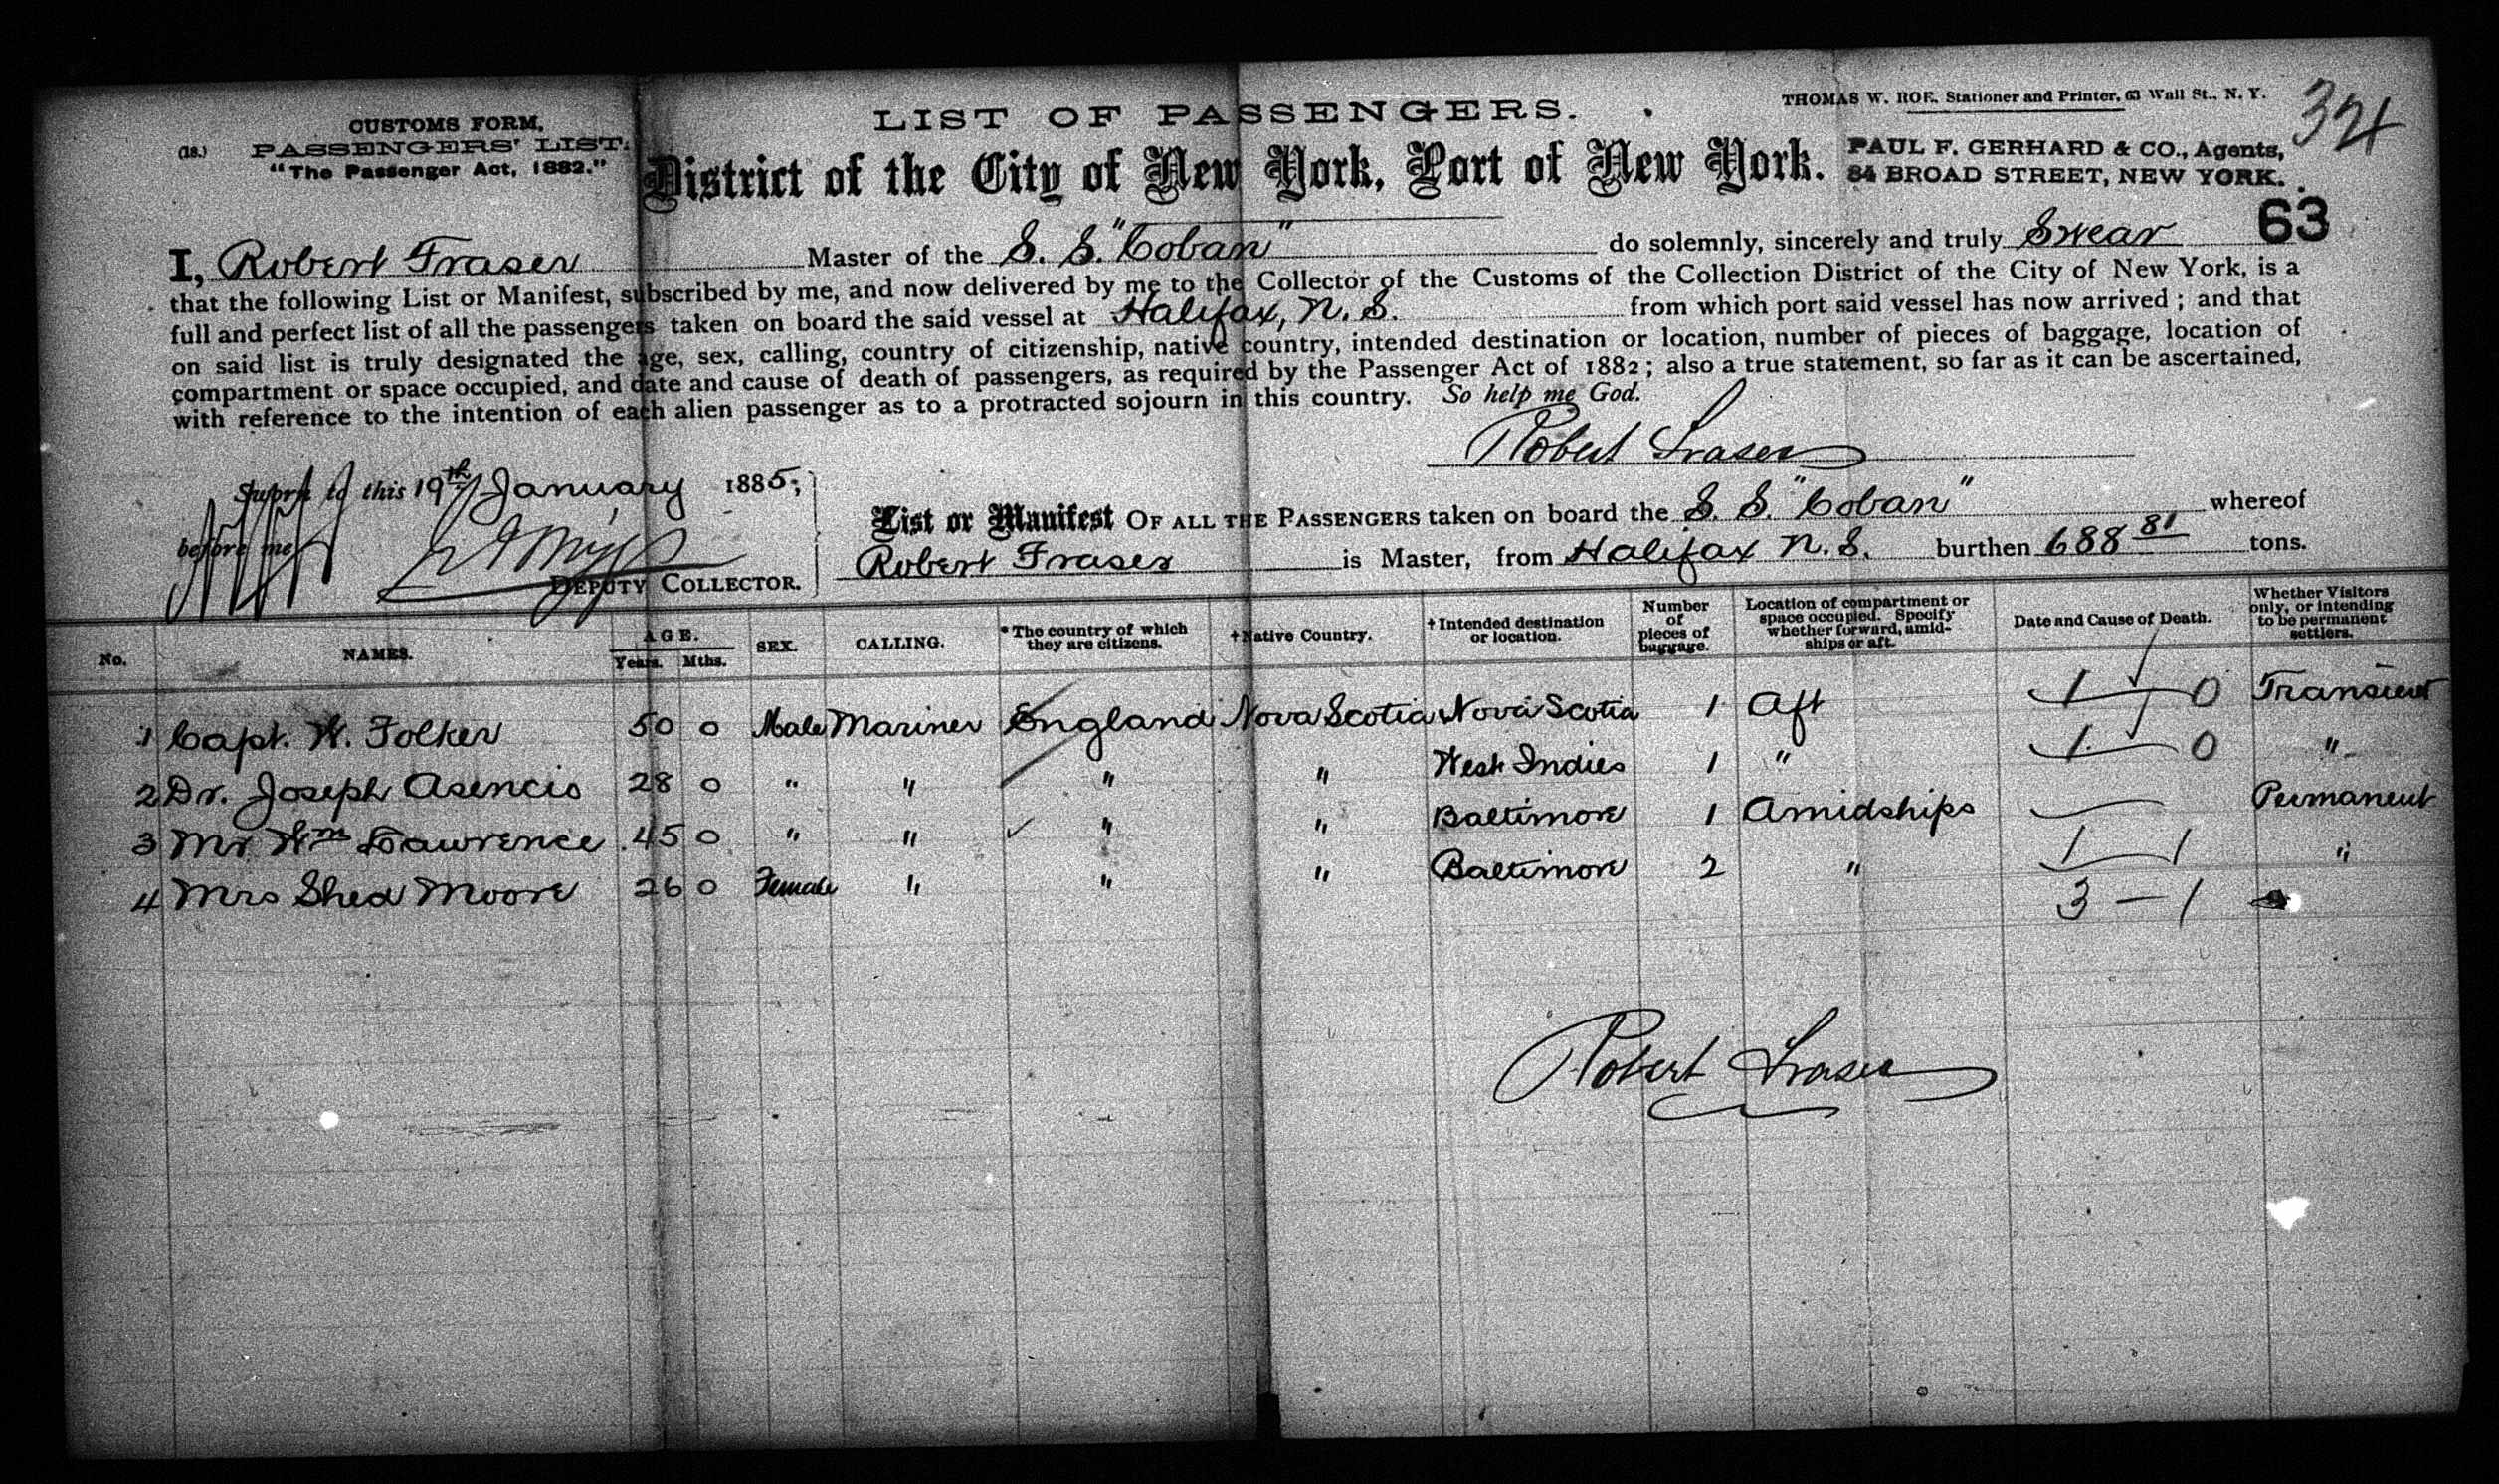 CUSTOMS FORM.
(18.) PASSENGERS' LIST.
"The Passenger Act, 1882."
LIST OF PASSENGERS.
THOMAS W. ROE, Stationer and Printer, 63 Wall St., N. Y.
324
District of the City of New York, Port of New York.
PAUL F. GERHARD & CO., Agents,
84 BROAD STREET, NEW YORK.
63
I, Robert Fraser Master of the S. S. "Coban" do solemnly, sincerely and truly Swear
that the following List or Manifest, subscribed by me, and now delivered by me to the Collector of the Customs of the Collection District of the City of New York, is a
full and perfect list of all the passengers taken on board the said vessel at Halifax, N. S. from which port said vessel has now arrived ; and that
on said list is truly designated the age, sex, calling, country of citizenship, native country, intended destination or location, number of pieces of baggage, location of
compartment or space occupied, and date and cause of death of passengers, as required by the Passenger Act of 1882 ; also a true statement, so far as it can be ascertained,
with reference to the intention of each alien passenger as to a protracted sojourn in this country. So help me God.
Robert Fraser
Sworn to this 19th January 1885;
before me
DEPUTY COLLECTOR.
List or Manifest OF ALL THE PASSENGERS taken on board the S. S. "Coban" whereof
Robert Fraser is Master, from Halifax N. S. burthen 688 81 tons.
No. NAMES. AGE. Years. Mths. SEX. CALLING. * The country of which they are citizens. † Native Country. † Intended destination or location. Number of pieces of baggage. Location of compartment or space occupied. Specify whether forward, amidships or aft. Date and Cause of Death. Whether Visitors only, or intending to be permanent settlers.
1 Capt. W. Folker 50 0 Male Mariner England Nova Scotia Nova Scotia 1 Aft 1 0 Transient
2 Dr. Joseph Asencio 28 0 " " " " West Indies 1 " 1 0 "
3 Mr Wm Lawrence 45 0 " " " " Baltimore 1 Amidships Permanent
4 Mrs Shed Moore 26 0 Female " " " Baltimore 2 " 1 1 "
3 — 1
Robert Fraser